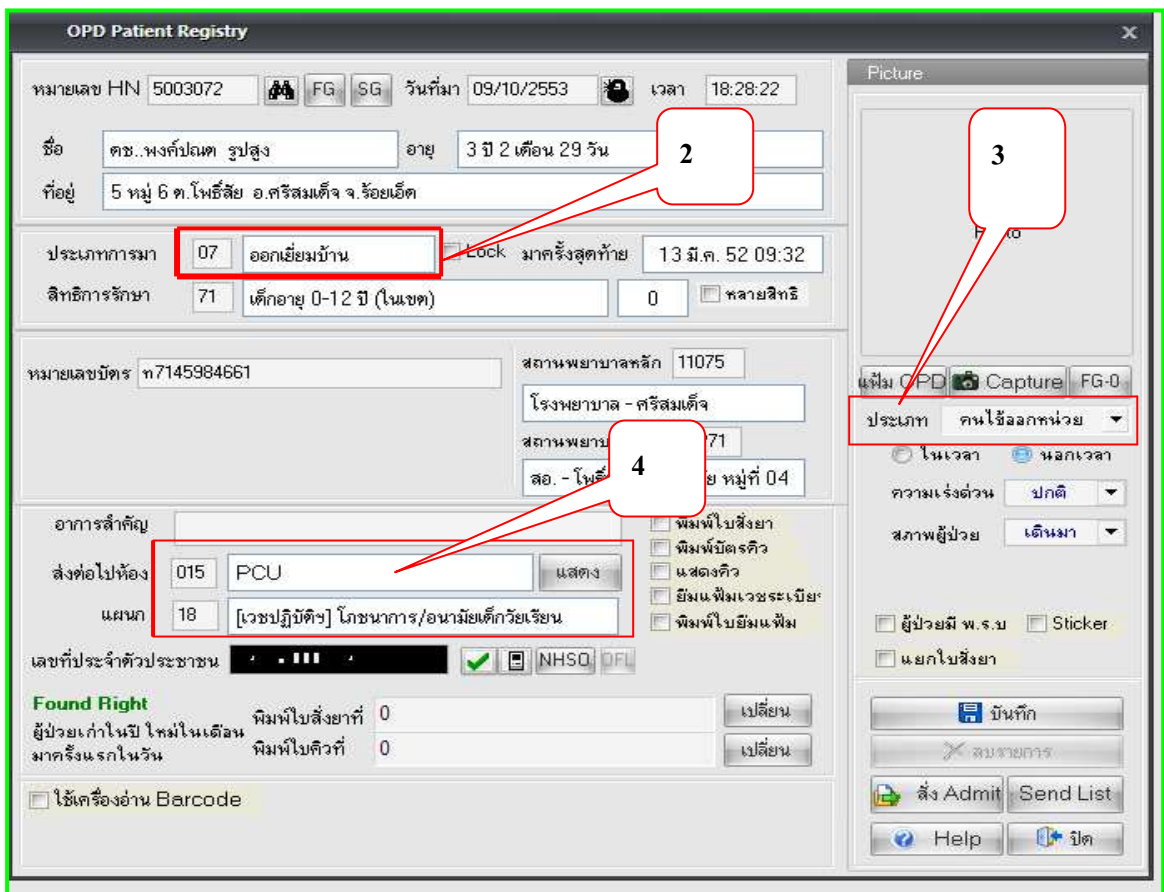 OPD Patient Registry x
หมายเลข HN 5003072 FG SG วันที่มา 09/10/2553 เวลา 18:28:22
ชื่อ ดช..พงค์ปณต รูปสูง อายุ 3 ปี 2 เดือน 29 วัน
ที่อยู่ 5 หมู่ 6 ต.โพธิ์สัย อ.ศรีสมเด็จ จ.ร้อยเอ็ด
2
ประเภทการมา 07 ออกเยี่ยมบ้าน Lock มาครั้งสุดท้าย 13 มี.ค. 52 09:32
สิทธิการรักษา 71 เด็กอายุ 0-12 ปี (ในเขต) 0 หลายสิทธิ
หมายเลขบัตร ท7145984661
สถานพยาบาลหลัก 11075
โรงพยาบาล - ศรีสมเด็จ
71
สอ. - หมู่ที่ 04
4
อาการสำคัญ
ส่งต่อไปห้อง 015 PCU แสดง
แผนก 18 [เวชปฏิบัติฯ] โภชนาการ/อนามัยเด็กวัยเรียน
พิมพ์ใบสั่งยา
พิมพ์บัตรคิว
แสดงคิว
ยืมแฟ้มเวชระเบีย
พิมพ์ใบยืมแฟ้ม
เลขที่ประจำตัวประชาชน NHSO OFL
Found Right
ผู้ป่วยเก่าในปี ใหม่ในเดือน
มาครั้งแรกในวัน
พิมพ์ใบสั่งยาที่ 0 เปลี่ยน
พิมพ์ใบคิวที่ 0 เปลี่ยน
ใช้เครื่องอ่าน Barcode
Picture
3
แฟ้ม OPD Capture FG-0
ประเภท คนไข้ออกหน่วย
ในเวลา นอกเวลา
ความเร่งด่วน ปกติ
สภาพผู้ป่วย เดินมา
ผู้ป่วยมี พ.ร.บ Sticker
แยกใบสั่งยา
บันทึก
ลบรายการ
สั่ง Admit Send List
Help ปิด